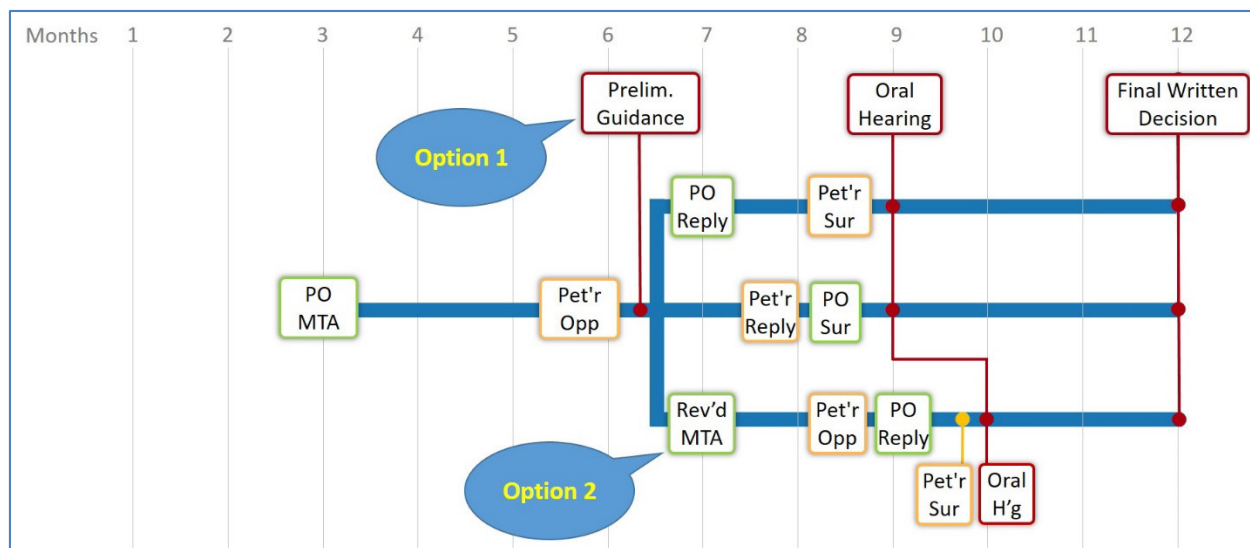 Months 1 2 3 4 5 6 7 8 9 10 11 12
Prelim.
Guidance
Oral
Hearing
Final Written
Decision
Option 1
PO
Reply
Pet'r
Sur
PO
MTA
Pet'r
Opp
Pet'r
Reply
PO
Sur
Rev’d
MTA
Pet'r
Opp
PO
Reply
Option 2
Pet'r
Sur
Oral
H’g